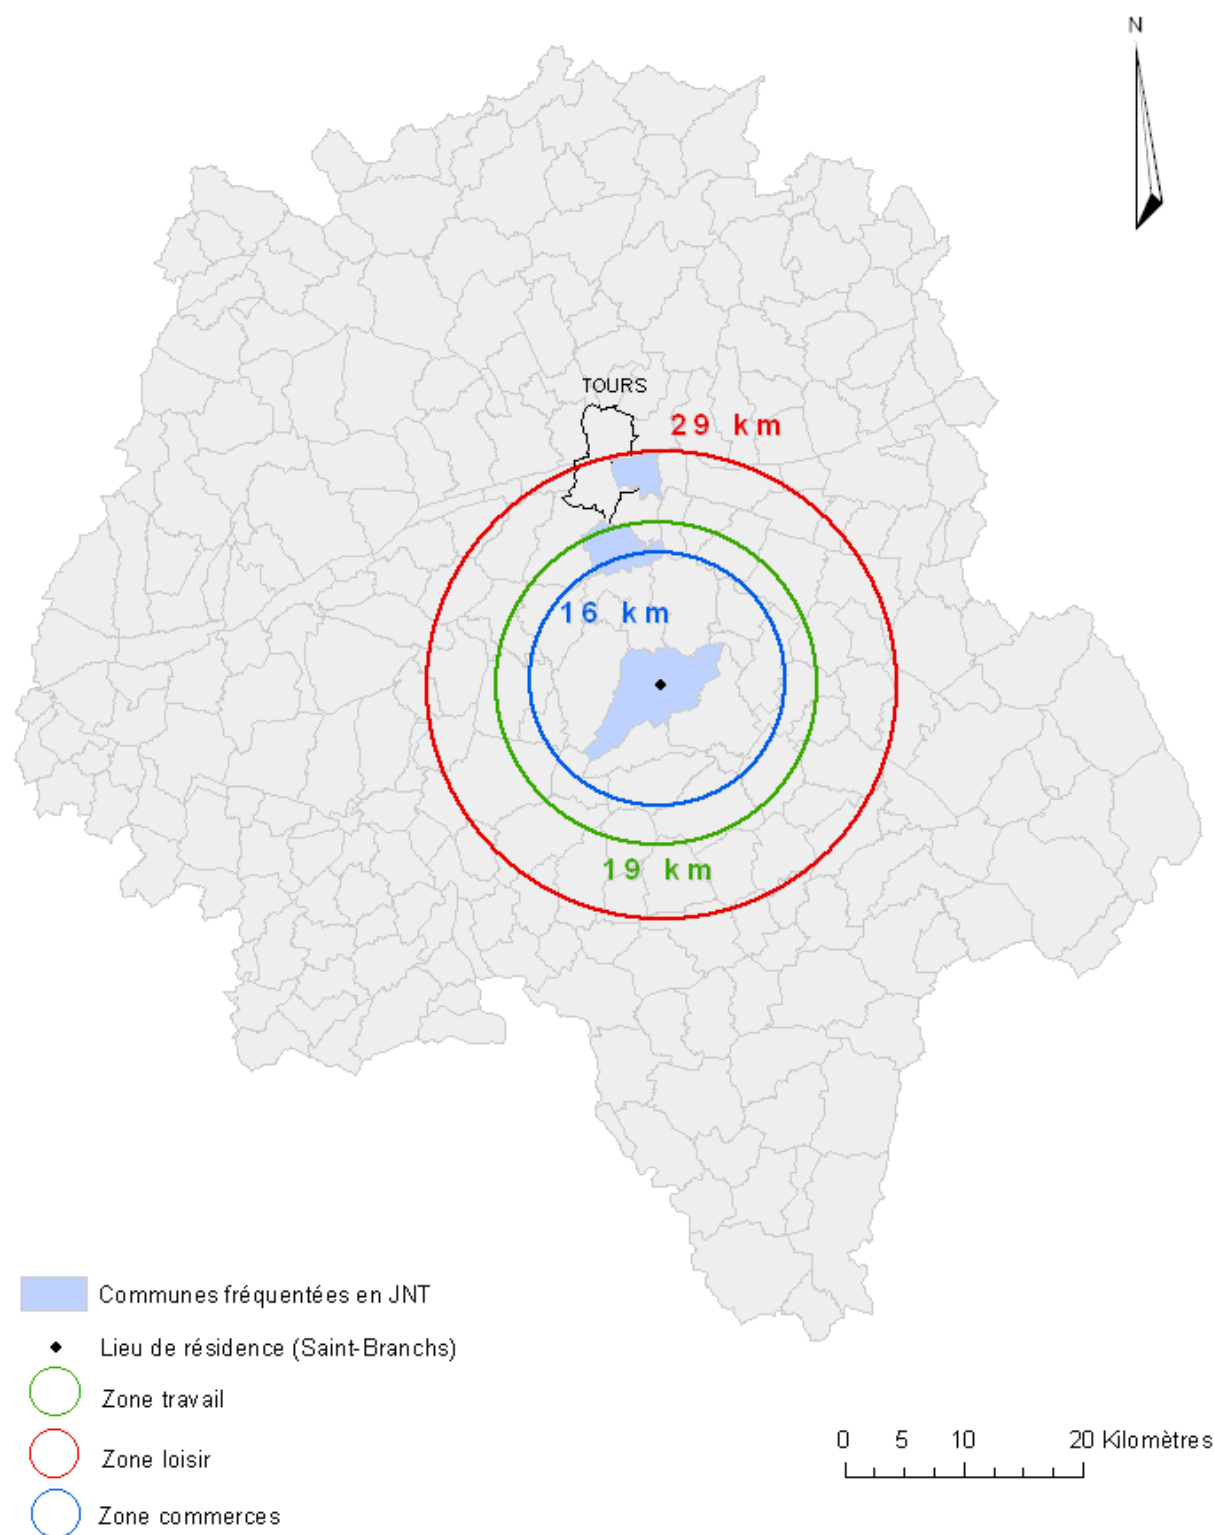 N
TOURS
29 km
16 km
19 km
Communes fréquentées en JNT
Lieu de résidence (Saint-Branchs)
Zone travail
Zone loisir
Zone commerces
0 5 10 20 Kilomètres